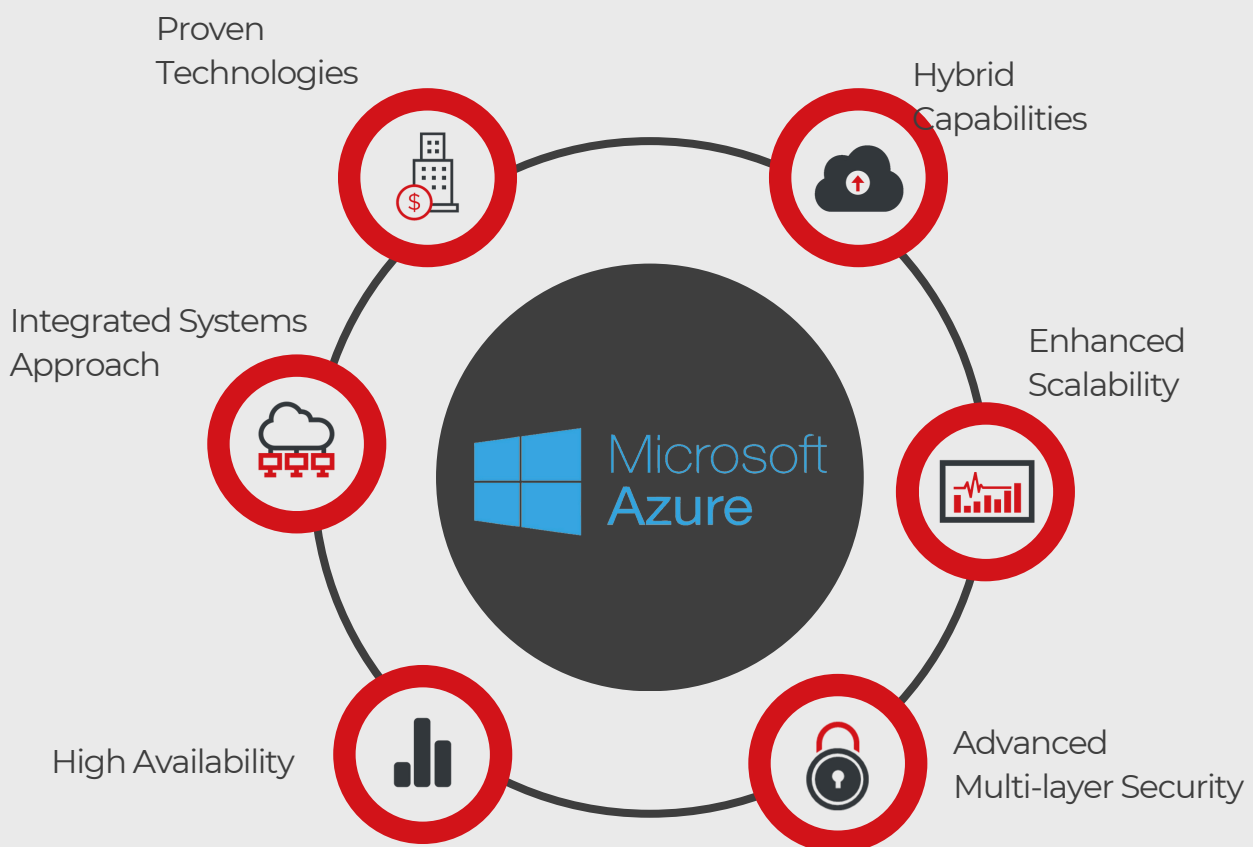 Proven
Technologies
Hybrid
Capabilities
Integrated Systems
Approach
Enhanced
Scalability
$
Microsoft
Azure
High Availability
Advanced
Multi-layer Security